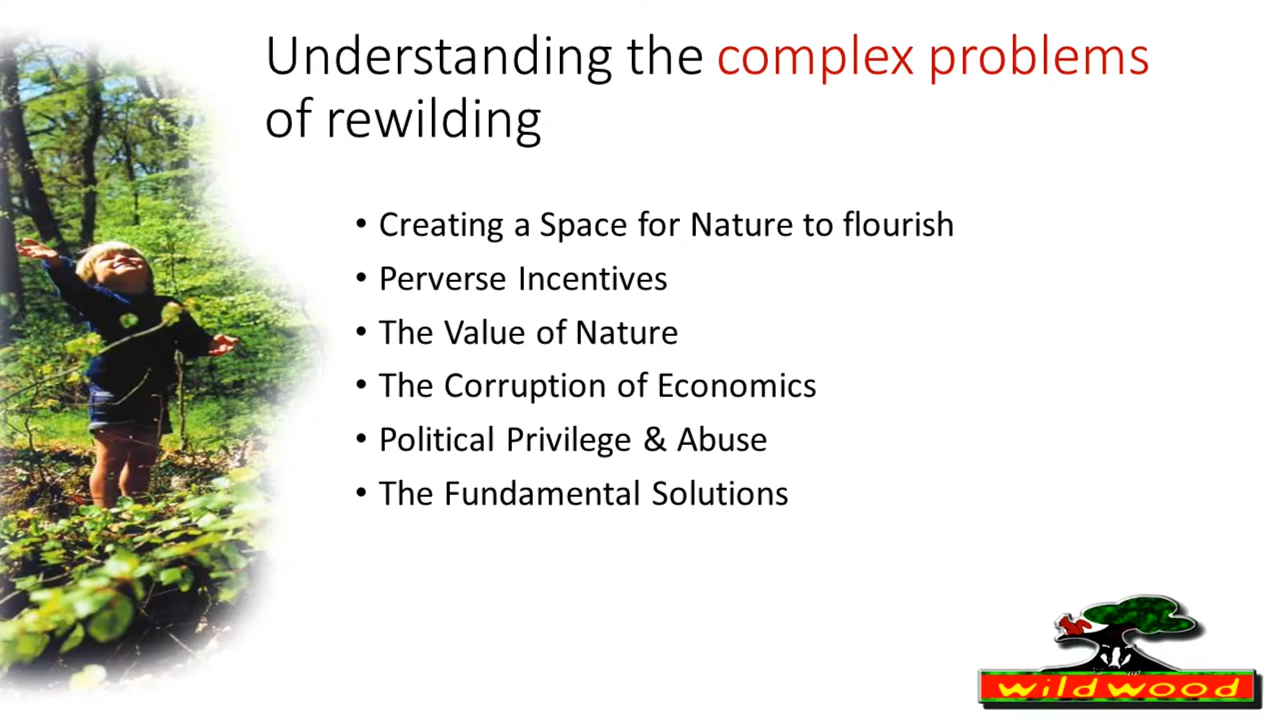 Understanding the complex problems
of rewilding
• Creating a Space for Nature to flourish
• Perverse Incentives
• The Value of Nature
• The Corruption of Economics
• Political Privilege & Abuse
• The Fundamental Solutions
wildwood